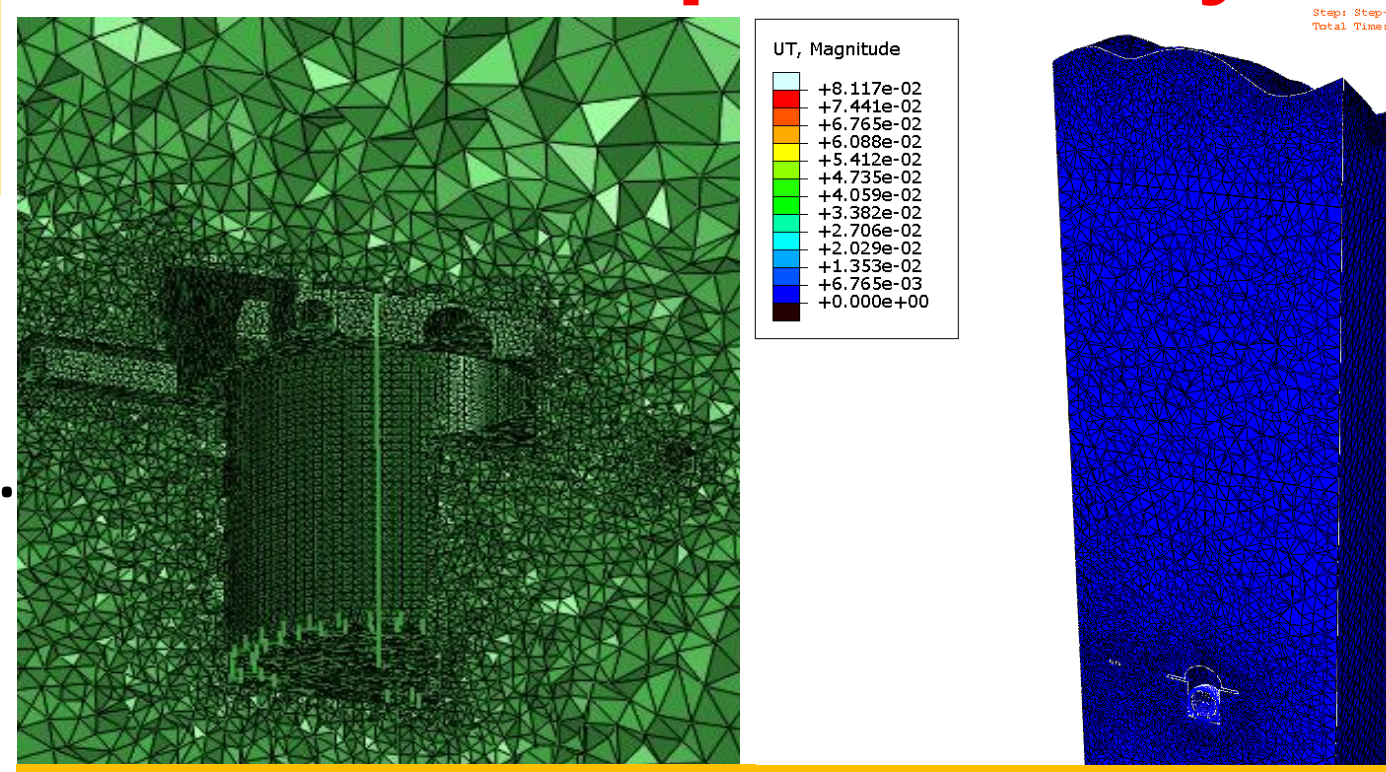 Step: Step-
Total Time:
UT, Magnitude
+8.117e-02
+7.441e-02
+6.765e-02
+6.088e-02
+5.412e-02
+4.735e-02
+4.059e-02
+3.382e-02
+2.706e-02
+2.029e-02
+1.353e-02
+6.765e-03
+0.000e+00